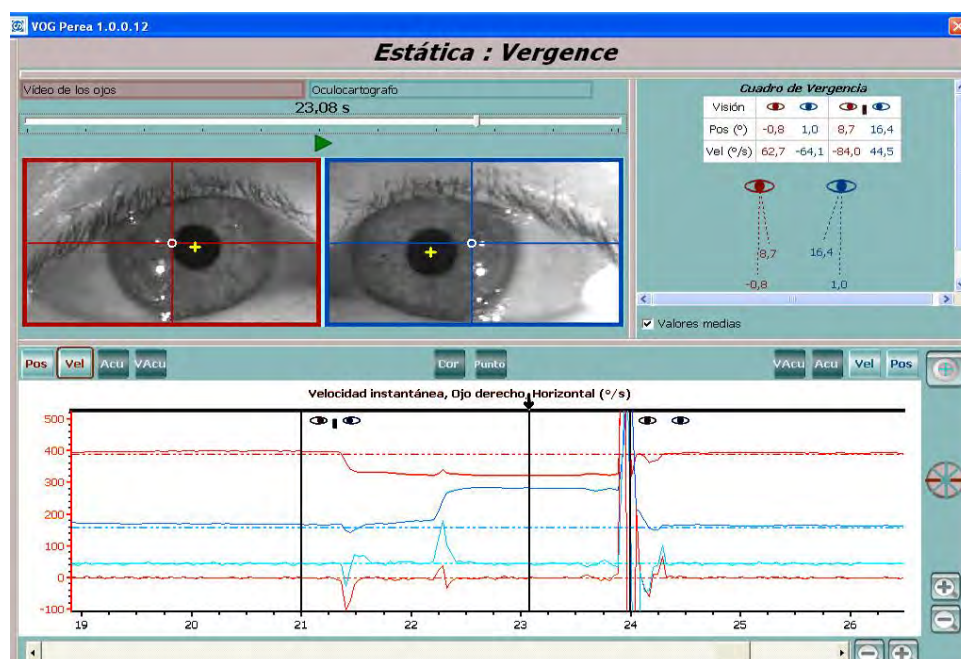 VOG Perea 1.0.0.12
Estática : Vergence
Vídeo de los ojos
Oculocartografo
23,08 s
Cuadro de Vergencia
Visión
Pos (º) -0,8 1,0 8,7 16,4
Vel (º/s) 62,7 -64,1 -84,0 44,5
8,7 16,4
-0,8 1,0
Valores medias
Pos Vel Acu VAcu Cor Punto VAcu Acu Vel Pos
Velocidad instantánea, Ojo derecho, Horizontal (º/s)
500
400
300
200
100
0
-100
19 20 21 22 23 24 25 26